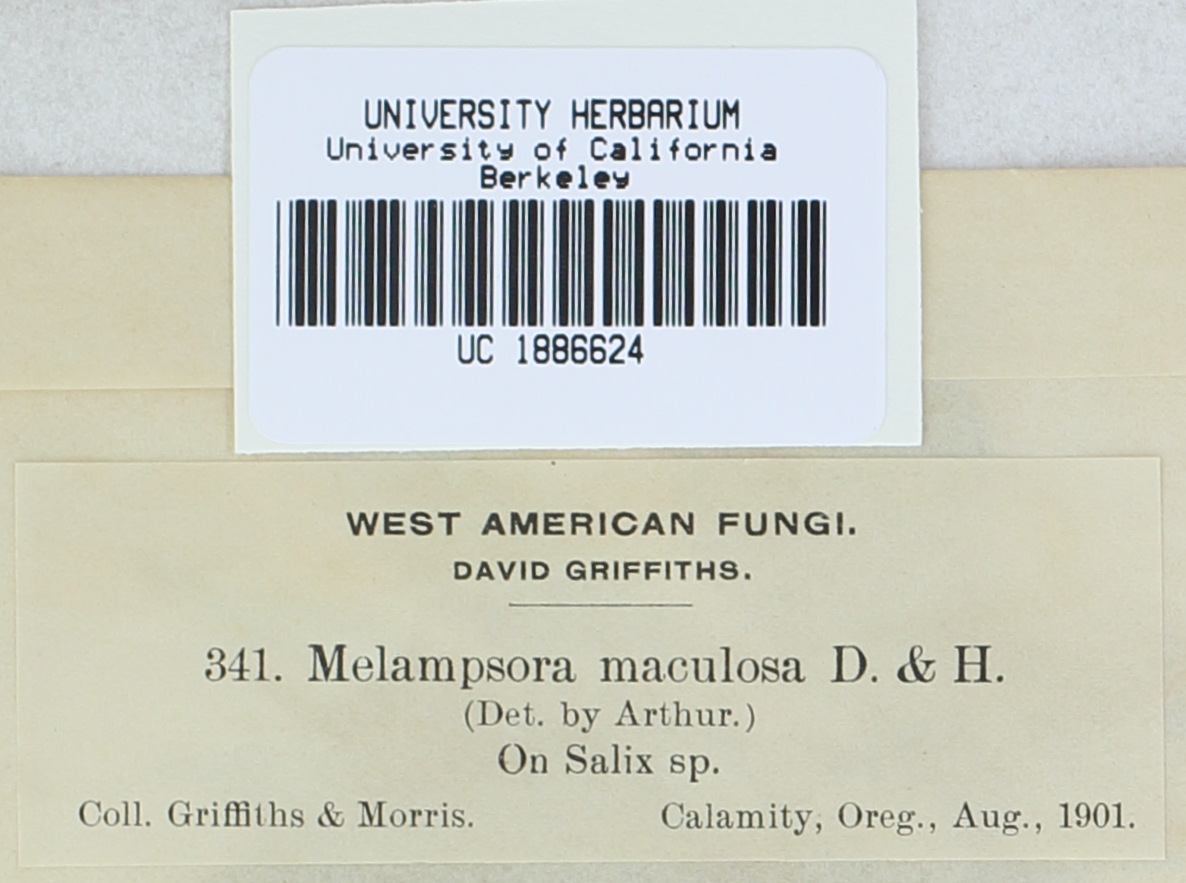 UNIVERSITY HERBARIUM
University of California
Berkeley
UC 1886624
WEST AMERICAN FUNGI.
DAVID GRIFFITHS.
341. Melampsora maculosa D. & H.
(Det. by Arthur.)
On Salix sp.
Coll. Griffiths & Morris. Calamity, Oreg., Aug., 1901.